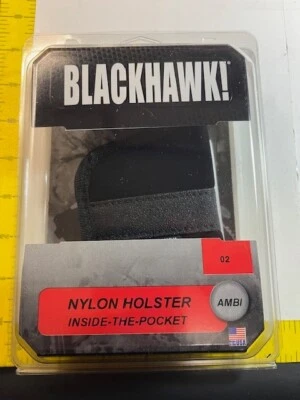 BLACKHAWK!
02
NYLON HOLSTER
INSIDE-THE-POCKET
AMBI